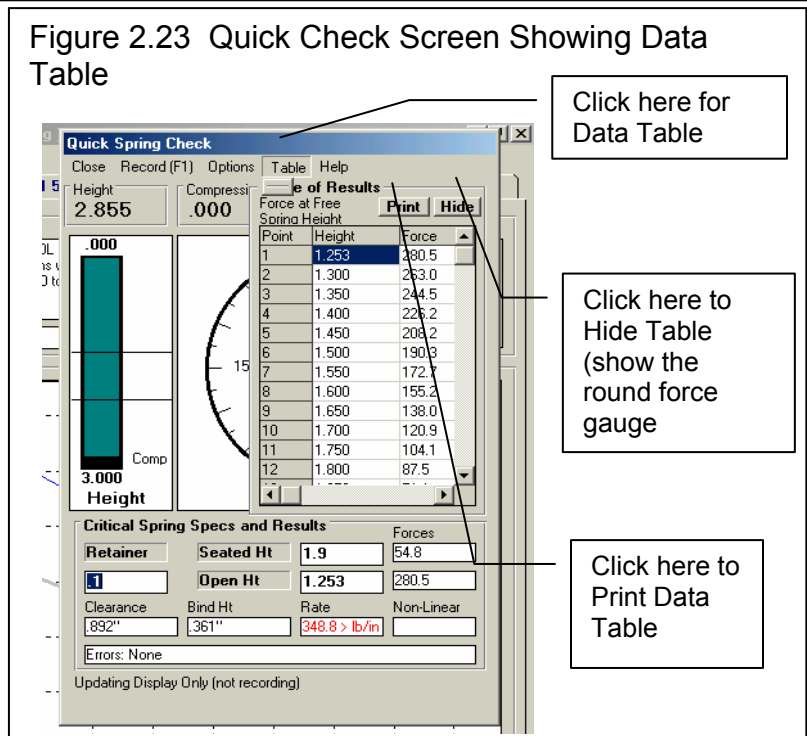 Figure 2.23 Quick Check Screen Showing Data
Table
Click here for
Data Table
Quick Spring Check
Close Record (F1) Options Table Help
Height
2.855
Compressi
.000
e of Results
Force at Free
Spring Height
Print Hide
Point Height Force
1 1.253 280.5
2 1.300 263.0
3 1.350 244.5
4 1.400 226.2
5 1.450 208.2
6 1.500 190.3
7 1.550 172.7
8 1.600 155.2
9 1.650 138.0
10 1.700 120.9
11 1.750 104.1
12 1.800 87.5
.000
Comp
3.000
Height
15
Click here to
Hide Table
(show the
round force
gauge
Critical Spring Specs and Results
Forces
Retainer Seated Ht 1.9 54.8
.1 Open Ht 1.253 280.5
Clearance Bind Ht Rate Non-Linear
.892" .361" 348.8 > lb/in
Errors: None
Updating Display Only (not recording)
Click here to
Print Data
Table